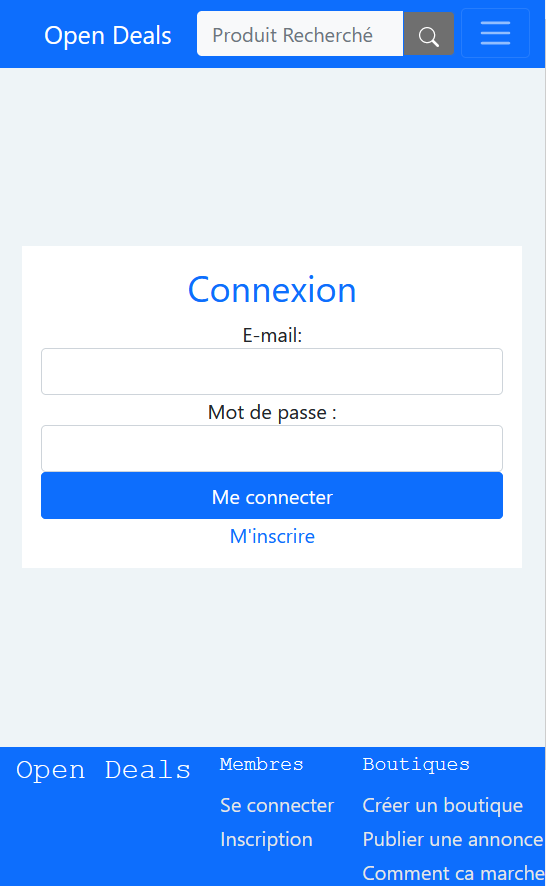 Open Deals Produit Recherché
Connexion
E-mail:
Mot de passe :
Me connecter
M'inscrire
Open Deals
Membres
Se connecter
Inscription
Boutiques
Créer un boutique
Publier une annonce
Comment ca marche